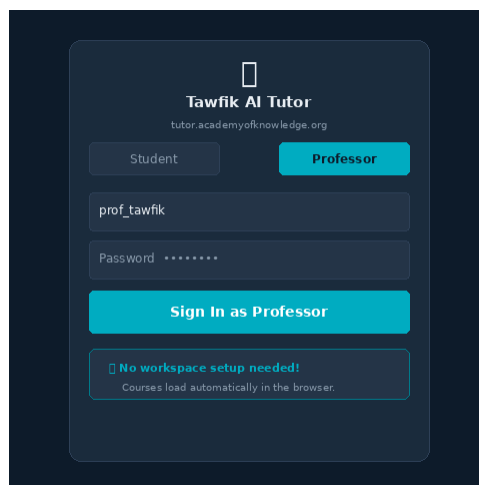 Tawfik AI Tutor
tutor.academyofknowledge.org
Student
Professor
prof_tawfik
Password ••••••••
Sign In as Professor
No workspace setup needed!
Courses load automatically in the browser.